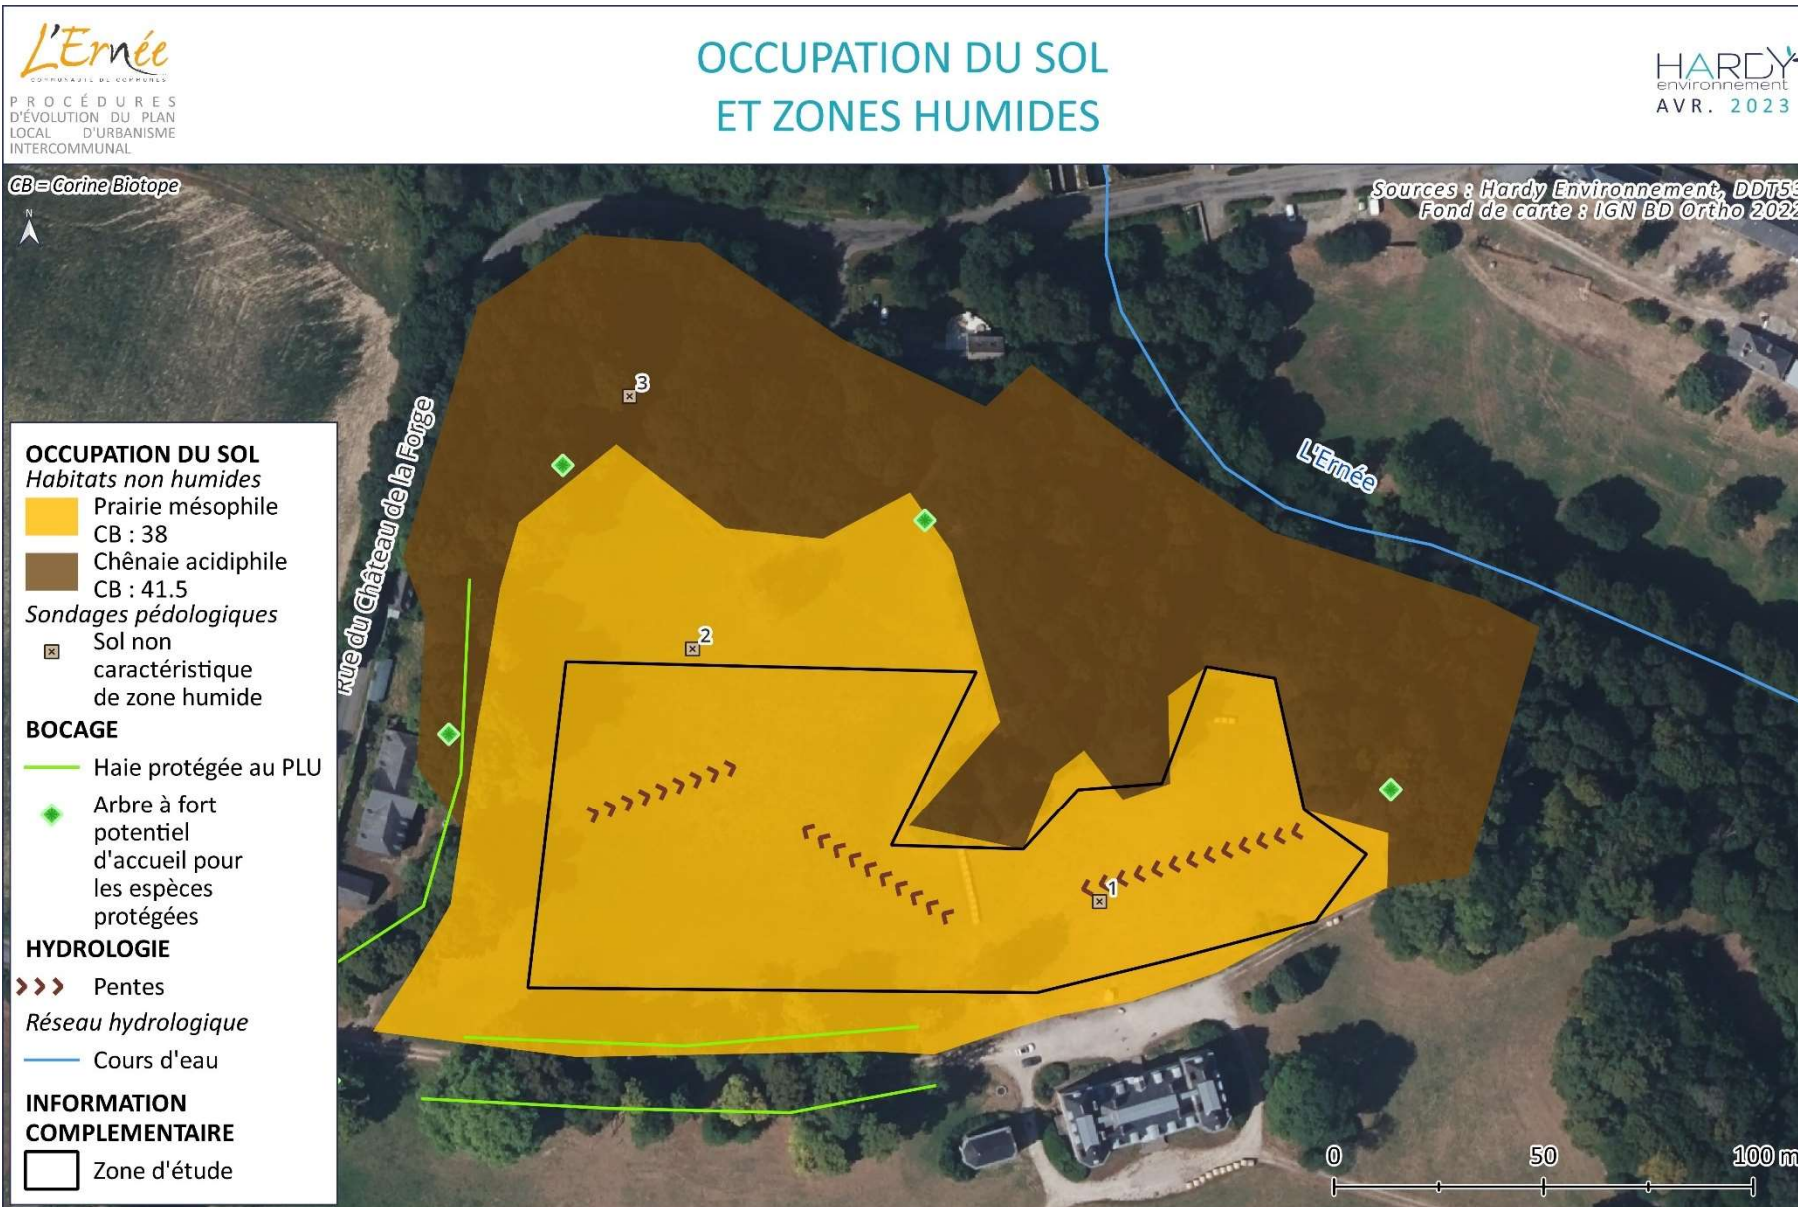 L'Ernée
COMMUNAUTÉ DE COMMUNES
PROCÉDURES
D'ÉVOLUTION DU PLAN
LOCAL D'URBANISME
INTERCOMMUNAL
OCCUPATION DU SOL
ET ZONES HUMIDES
HARDY
environnement
AVR. 2023
CB = Corine Biotope
N
Sources : Hardy Environnement, DDT53
Fond de carte : IGN BD Ortho 2022
3
Rue du Château de la Forge
L'Ernée
2
1
OCCUPATION DU SOL
Habitats non humides
Prairie mésophile
CB : 38
Chênaie acidiphile
CB : 41.5
Sondages pédologiques
Sol non
caractéristique
de zone humide
BOCAGE
Haie protégée au PLU
Arbre à fort
potentiel
d'accueil pour
les espèces
protégées
HYDROLOGIE
Pentes
Réseau hydrologique
Cours d'eau
INFORMATION
COMPLEMENTAIRE
Zone d'étude
0 50 100 m